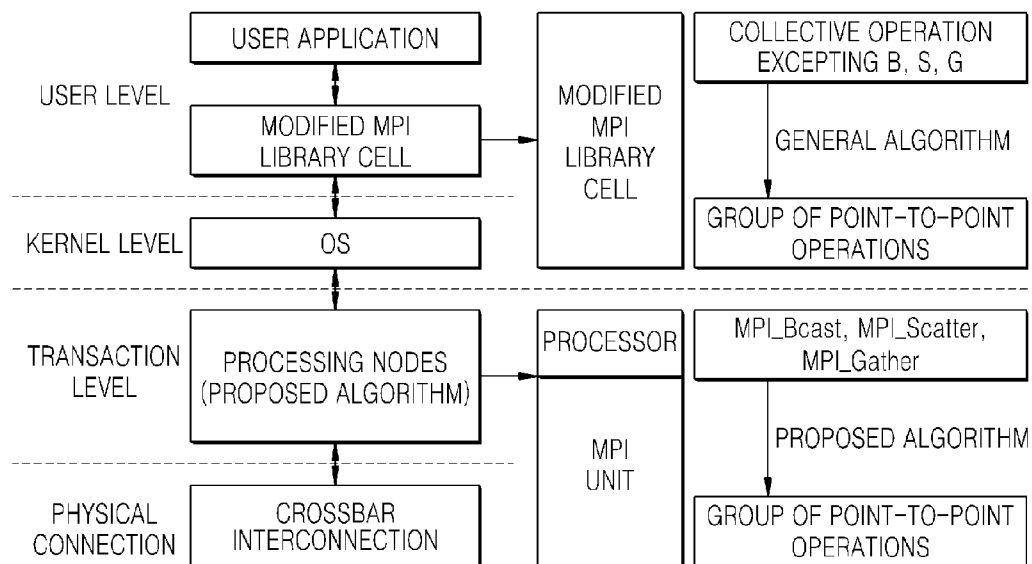 USER LEVEL
USER APPLICATION
MODIFIED MPI
LIBRARY CELL
KERNEL LEVEL
OS
TRANSACTION
LEVEL
PROCESSING NODES
(PROPOSED ALGORITHM)
PHYSICAL
CONNECTION
CROSSBAR
INTERCONNECTION
MODIFIED
MPI
LIBRARY
CELL
PROCESSOR
MPI
UNIT
COLLECTIVE OPERATION
EXCEPTING B, S, G
GENERAL ALGORITHM
GROUP OF POINT-TO-POINT
OPERATIONS
MPI_Bcast, MPI_Scatter,
MPI_Gather
PROPOSED ALGORITHM
GROUP OF POINT-TO-POINT
OPERATIONS